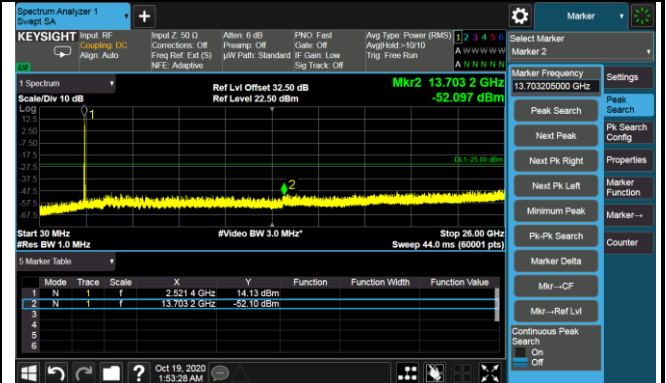 Spectrum Analyzer 1
Swept SA
Marker
KEYSIGHT
Input: RF
Coupling: DC
Align: Auto
Input Z: 50 Ω
Corrections: Off
Freq Ref: Ext (S)
NFE: Adaptive
Atten: 6 dB
Preamp: Off
µW Path: Standard
PNO: Fast
Gate: Off
IF Gain: Low
Sig Track: Off
Avg Type: Power (RMS)
Avg|Hold:>10/10
Trig: Free Run
1 2 3 4 5 6
A W W W W W
A N N N N N
Select Marker
Marker 2
1 Spectrum
Scale/Div 10 dB
Log
Ref Lvl Offset 32.50 dB
Ref Level 22.50 dBm
Mkr2 13.703 2 GHz
-52.097 dBm
12.5
2.50
-7.50
-17.5
-27.5
-37.5
-47.5
-57.5
-67.5
1
2
DL1 -25.00 dBm
Start 30 MHz
#Res BW 1.0 MHz
#Video BW 3.0 MHz*
Stop 26.00 GHz
Sweep 44.0 ms (60001 pts)
5 Marker Table
Mode Trace Scale X Y Function Function Width Function Value
1 N 1 f 2.521 4 GHz 14.13 dBm
2 N 1 f 13.703 2 GHz -52.10 dBm
3
4
5
6
Marker Frequency
13.703205000 GHz
Peak Search
Next Peak
Next Pk Right
Next Pk Left
Minimum Peak
Pk-Pk Search
Marker Delta
Mkr→CF
Mkr→Ref Lvl
Continuous Peak
Search
On
Off
Settings
Peak
Search
Pk Search
Config
Properties
Marker
Function
Marker→
Counter
Oct 19, 2020
1:53:28 AM